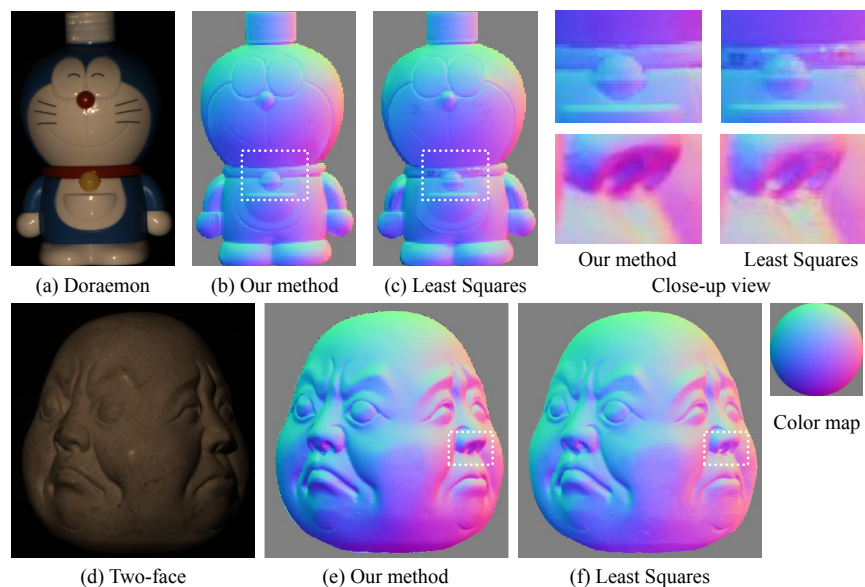 (a) Doraemon
(b) Our method
(c) Least Squares
Our method
Least Squares
Close-up view
Color map
(d) Two-face
(e) Our method
(f) Least Squares